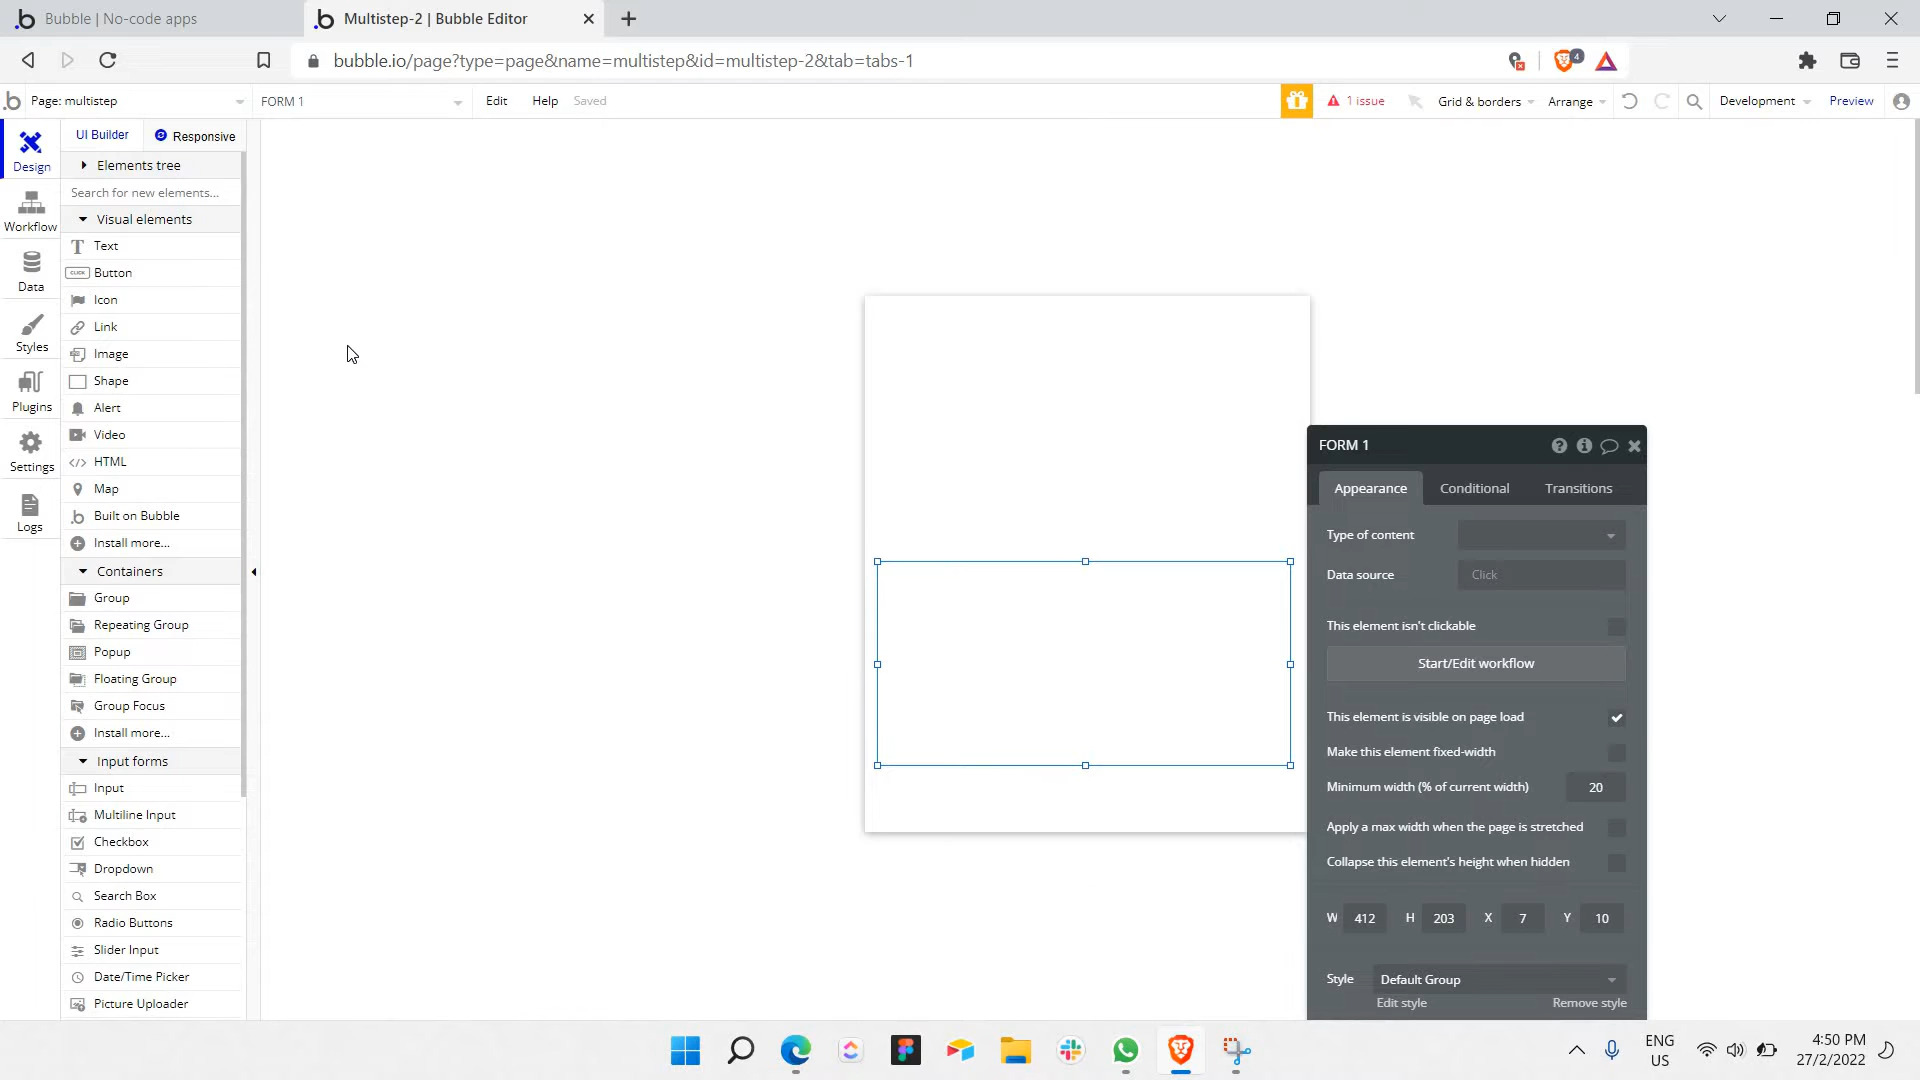 Bubble | No-code apps
Multistep-2 | Bubble Editor
bubble.io/page?type=page&name=multistep&id=multistep-2&tab=tabs-1
4
Page: multistep
FORM 1
Edit
Help
Saved
1 issue
Grid & borders
Arrange
Development
Preview
Design
Workflow
Data
Styles
Plugins
Settings
Logs
UI Builder
Responsive
Elements tree
Search for new elements...
Visual elements
Text
CLICK Button
Icon
Link
Image
Shape
Alert
Video
HTML
Map
Built on Bubble
Install more...
Containers
Group
Repeating Group
Popup
Floating Group
Group Focus
Install more...
Input forms
Input
Multiline Input
Checkbox
Dropdown
Search Box
Radio Buttons
Slider Input
Date/Time Picker
Picture Uploader
FORM 1
Appearance
Conditional
Transitions
Type of content
Data source
Click
This element isn't clickable
Start/Edit workflow
This element is visible on page load
Make this element fixed-width
Minimum width (% of current width)
20
Apply a max width when the page is stretched
Collapse this element's height when hidden
W 412 H 203 X 7 Y 10
Style
Default Group
Edit style
Remove style
ENG
US
4:50 PM
27/2/2022